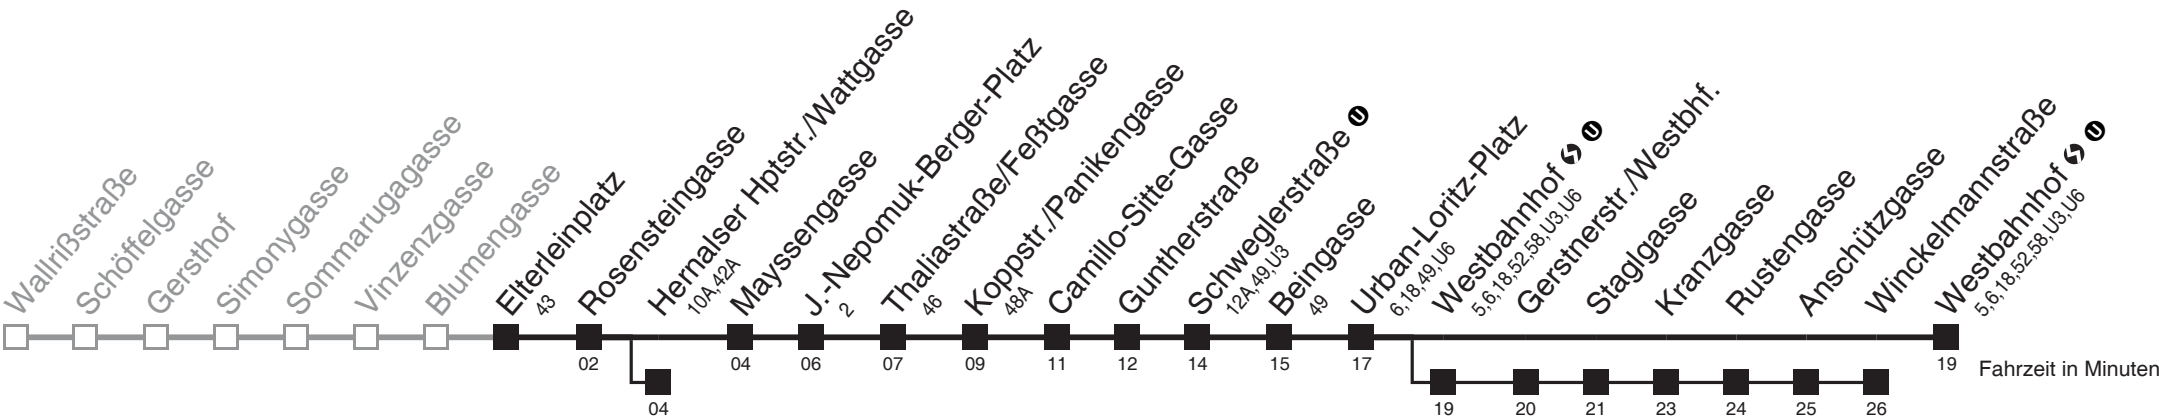 Wallrißstraße
Schöffelgasse
Gersthof
Simonygasse
Sommarugagasse
Vinzenzgasse
Blumengasse
Elterleinplatz
43
Rosensteingasse
Hernalser Hptstr./Wattgasse
10A,42A
Mayssengasse
J.-Nepomuk-Berger-Platz
2
Thaliastraße/Feßtgasse
46
Koppstr./Panikengasse
48A
Camillo-Sitte-Gasse
Guntherstraße
Schweglerstraße U
12A,49,U3
Beingasse
49
Urban-Loritz-Platz
6,18,49,U6
Westbahnhof U
5,6,18,52,58,U3,U6
Gerstnerstr./Westbhf.
Staglgasse
Kranzgasse
Rustengasse
Anschützgasse
Winckelmannstraße
Westbahnhof U
5,6,18,52,58,U3,U6
02 04 06 07 09 11 12 14 15 17 19 Fahrzeit in Minuten
04 19 20 21 23 24 25 26